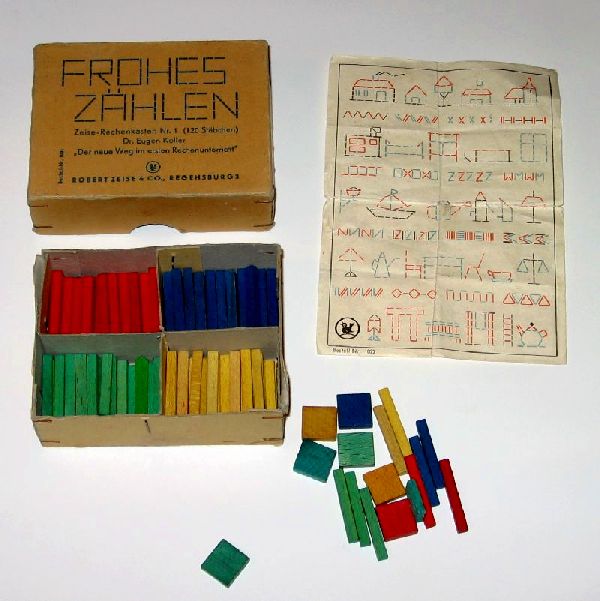 FROHES
ZÄHLEN
Zeise-Rechenkasten Nr. 1 (120 Stäbchen)
Dr. Eugen Koller
„Der neue Weg im ersten Rechenunterricht"
ROBERT ZEISE & CO., REGENSBURG 2